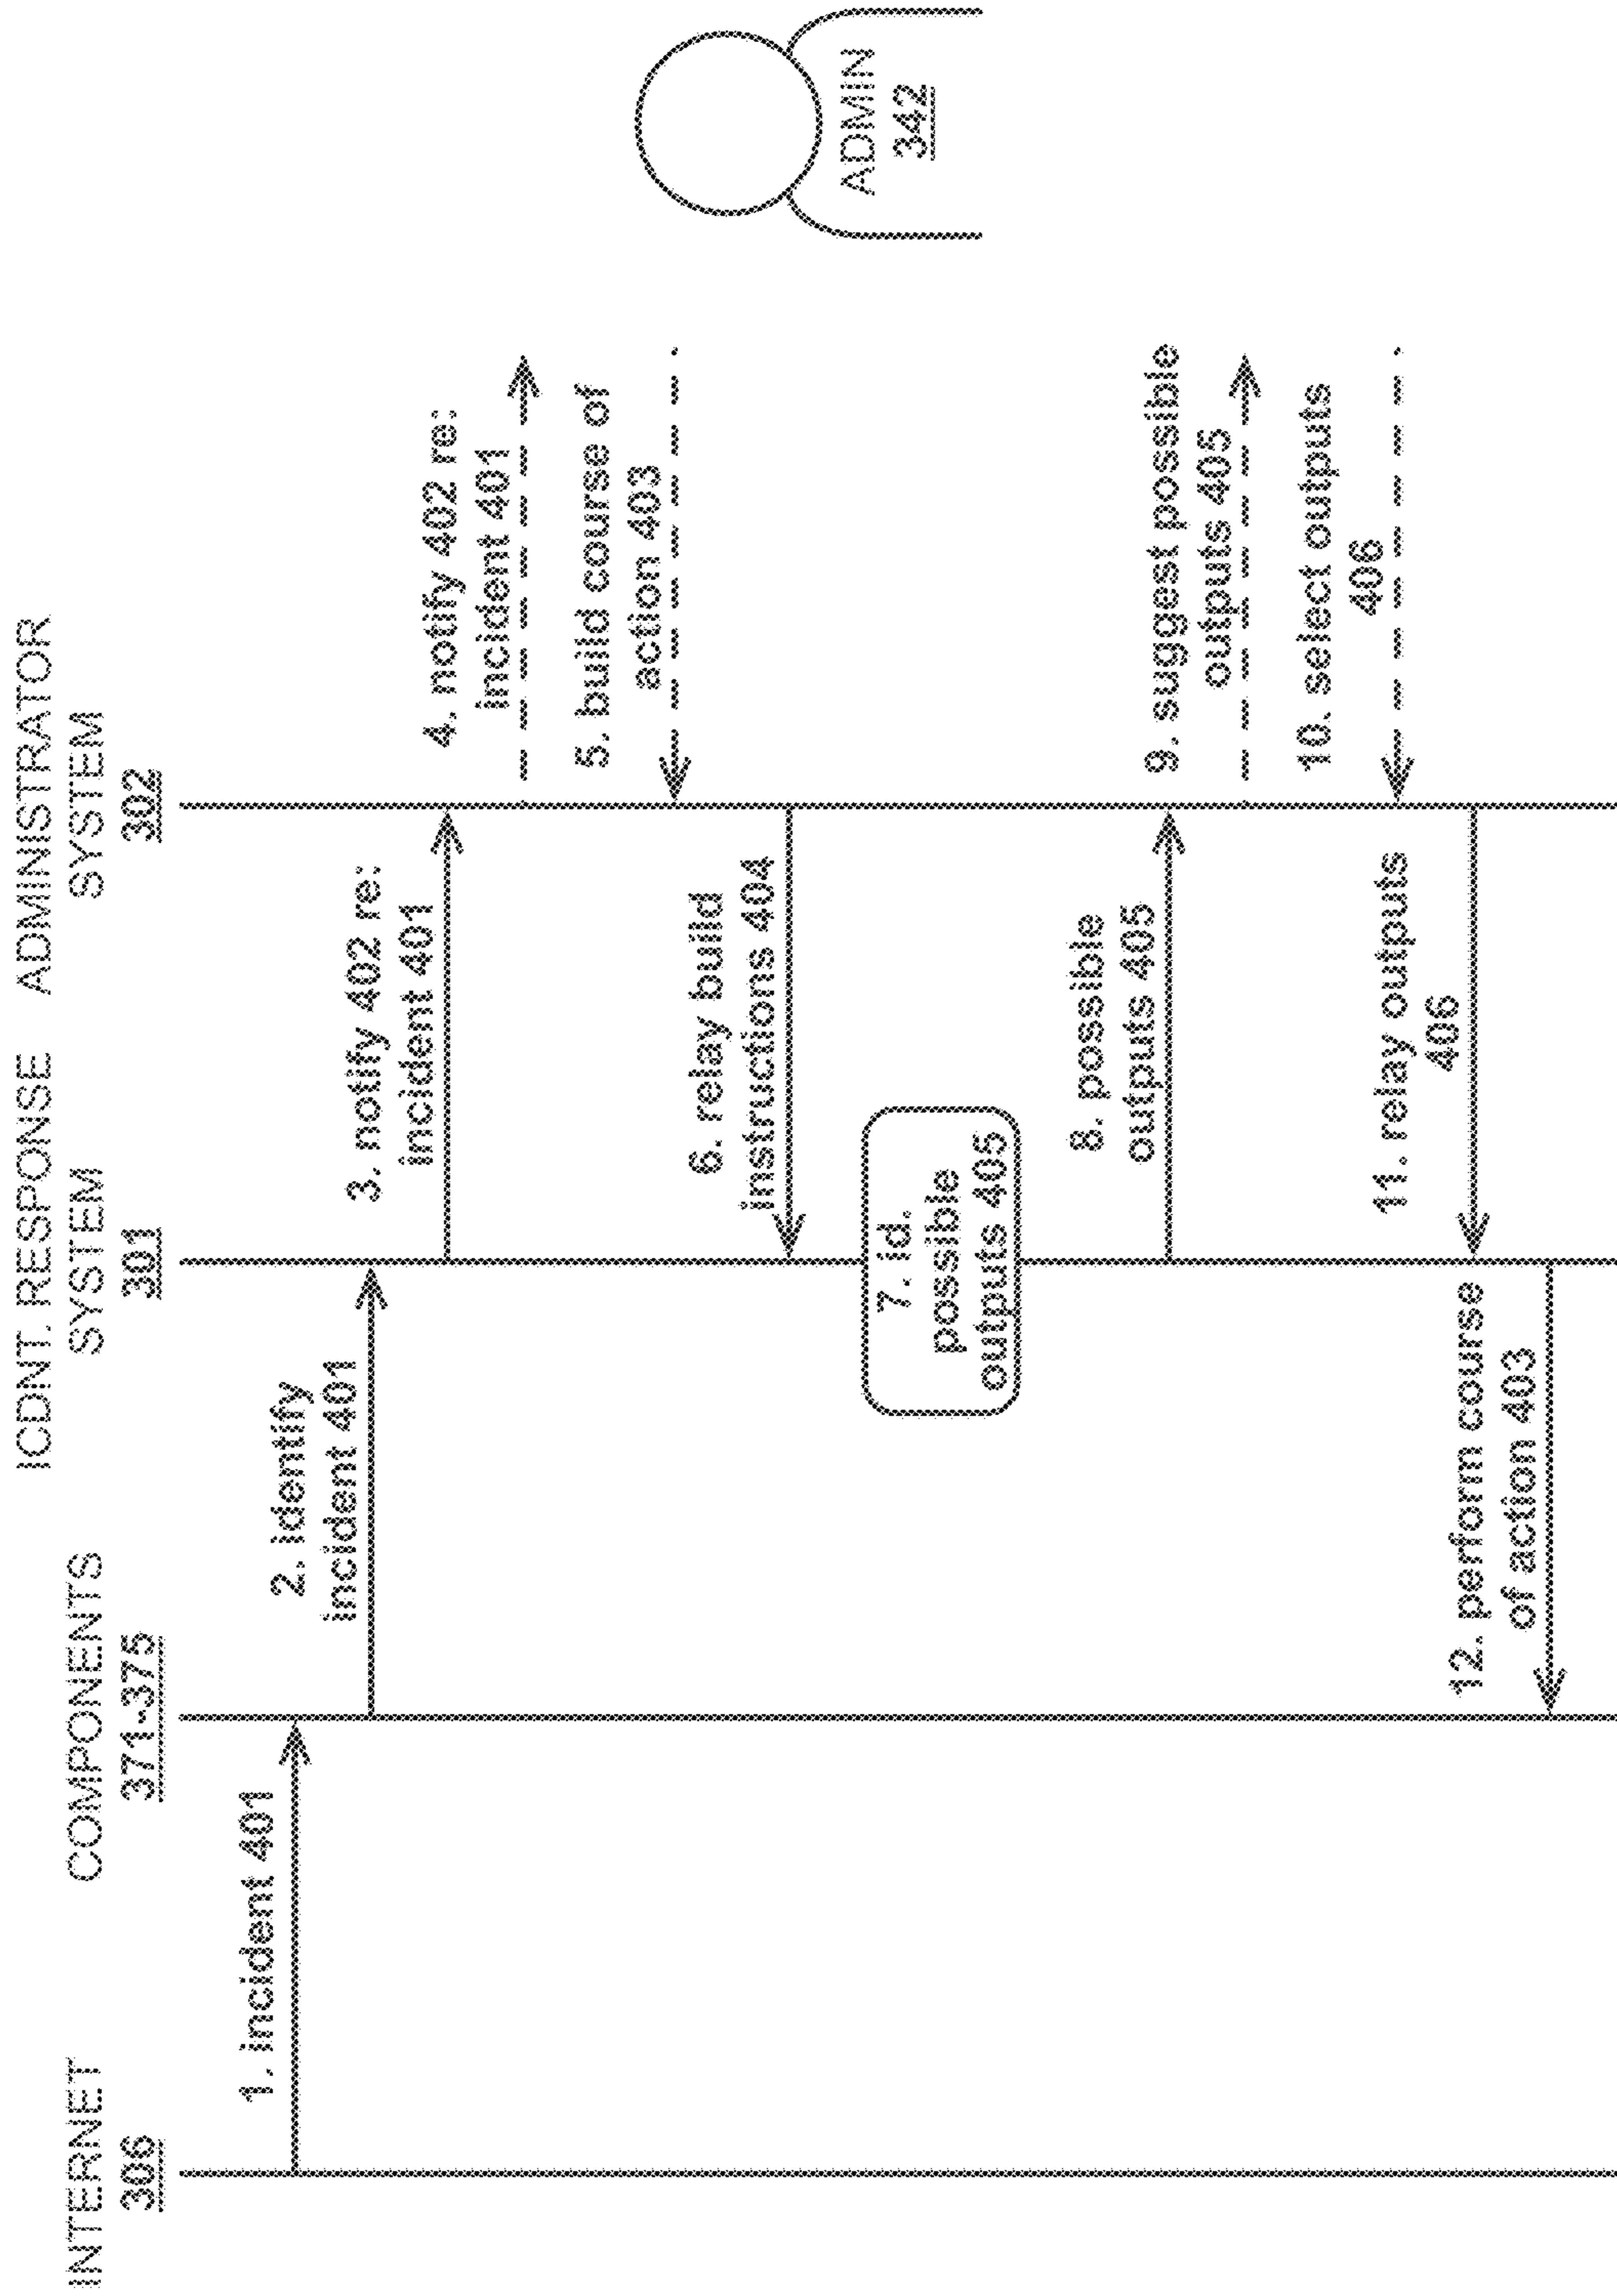 INTERNET
306
COMPONENTS
371-375
ICDNT. RESPONSE
SYSTEM
301
ADMINISTRATOR
SYSTEM
302
1. incident 401
2. identify
incident 401
3. notify 402 re:
incident 401
4. notify 402 re:
incident 401
5. build course of
action 403
6. relay build
instructions 404
ADMIN
342
7. id.
possible
outputs 405
8. possible
outputs 405
9. suggest possible
outputs 405
10. select outputs
406
11. relay outputs
406
12. perform course
of action 403